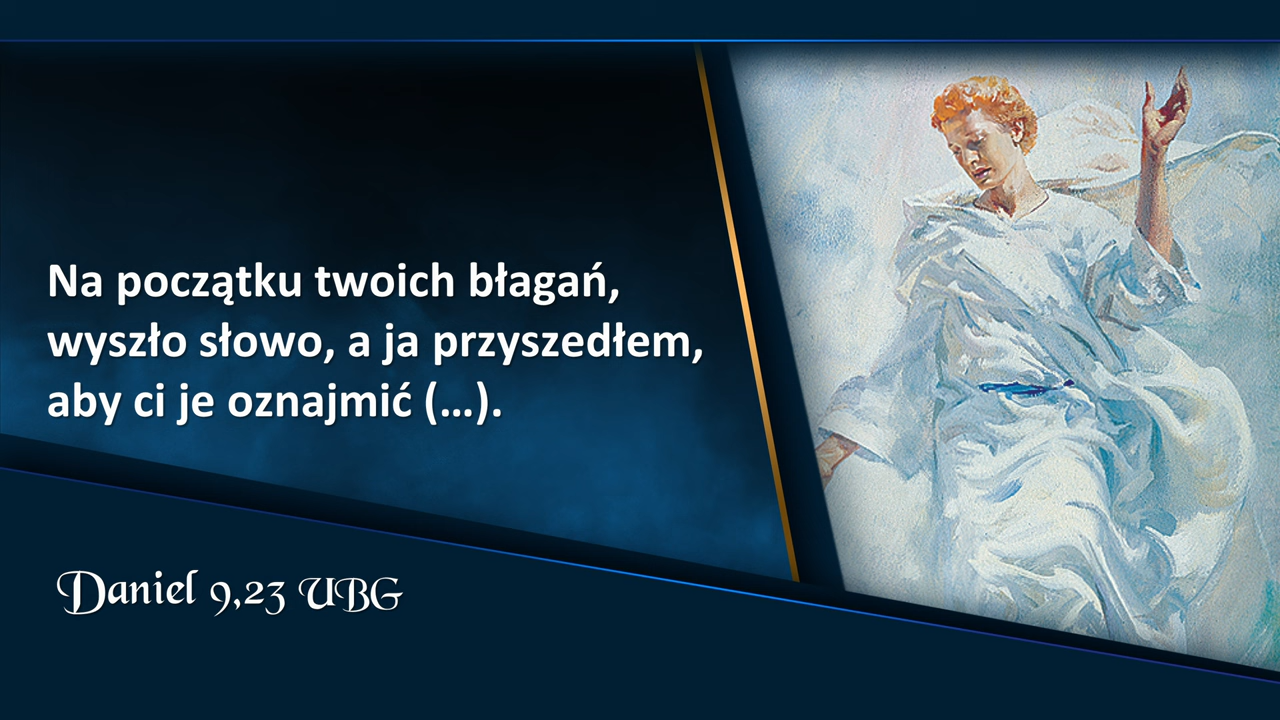 Na początku twoich błagań,
wyszło słowo, a ja przyszedłem,
aby ci je oznajmić (...).
Daniel 9,23 UBG